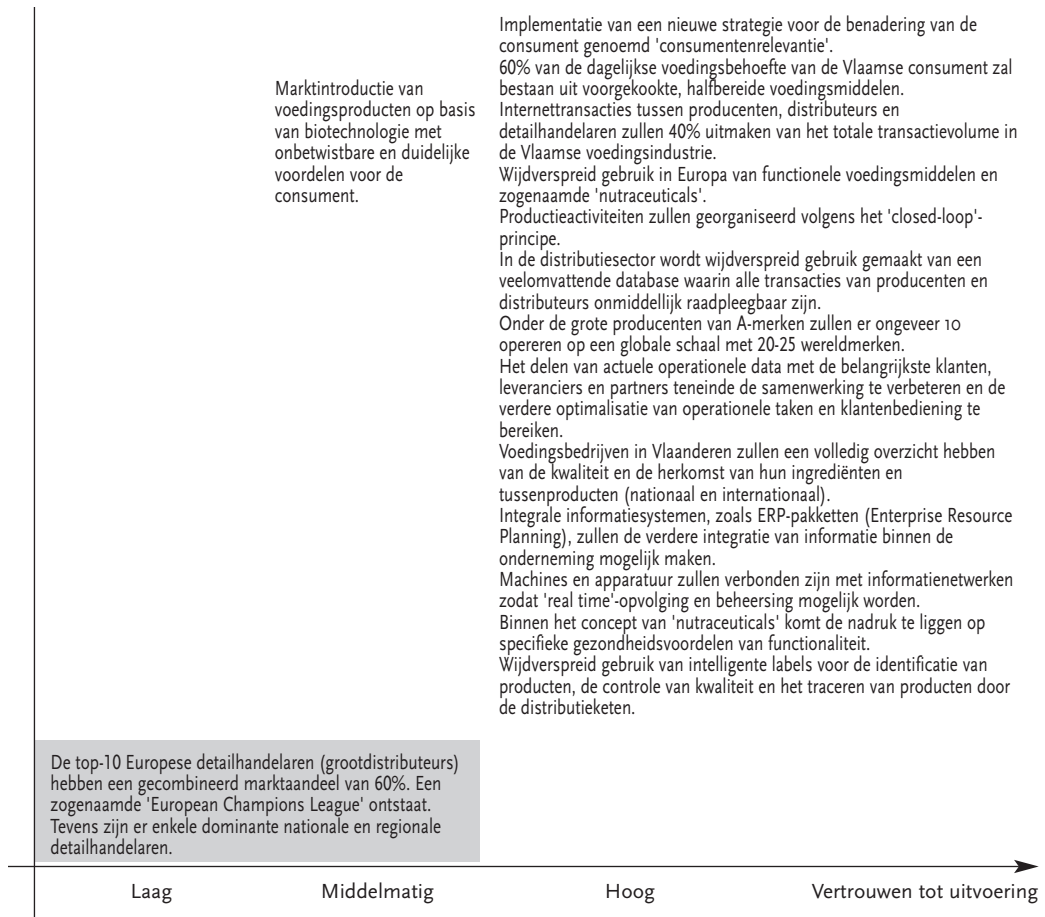 Implementatie van een nieuwe strategie voor de benadering van de
consument genoemd 'consumentenrelevantie'.
60% van de dagelijkse voedingsbehoefte van de Vlaamse consument zal
bestaan uit voorgekookte, halfbereide voedingsmiddelen.
Internettransacties tussen producenten, distributeurs en
detailhandelaren zullen 40% uitmaken van het totale transactievolume in
de Vlaamse voedingsindustrie.
Wijdverspreid gebruik in Europa van functionele voedingsmiddelen en
zogenaamde 'nutraceuticals'.
Productieactiviteiten zullen georganiseerd volgens het 'closed-loop'-
principe.
In de distributiesector wordt wijdverspreid gebruik gemaakt van een
veelomvattende database waarin alle transacties van producenten en
distributeurs onmiddellijk raadpleegbaar zijn.
Onder de grote producenten van A-merken zullen er ongeveer 10
opereren op een globale schaal met 20-25 wereldmerken.
Het delen van actuele operationele data met de belangrijkste klanten,
leveranciers en partners teneinde de samenwerking te verbeteren en de
verdere optimalisatie van operationele taken en klantenbediening te
bereiken.
Voedingsbedrijven in Vlaanderen zullen een volledig overzicht hebben
van de kwaliteit en de herkomst van hun ingrediënten en
tussenproducten (nationaal en internationaal).
Integrale informatiesystemen, zoals ERP-pakketten (Enterprise Resource
Planning), zullen de verdere integratie van informatie binnen de
onderneming mogelijk maken.
Machines en apparatuur zullen verbonden zijn met informatienetwerken
zodat 'real time'-opvolging en beheersing mogelijk worden.
Binnen het concept van 'nutraceuticals' komt de nadruk te liggen op
specifieke gezondheidsvoordelen van functionaliteit.
Wijdverspreid gebruik van intelligente labels voor de identificatie van
producten, de controle van kwaliteit en het traceren van producten door
de distributieketen.
Marktintroductie van
voedingsproducten op basis
van biotechnologie met
onbetwistbare en duidelijke
voordelen voor de
consument.
De top-10 Europese detailhandelaren (grootdistributeurs)
hebben een gecombineerd marktaandeel van 60%. Een
zogenaamde 'European Champions League' ontstaat.
Tevens zijn er enkele dominante nationale en regionale
detailhandelaren.
Laag Middelmatig Hoog Vertrouwen tot uitvoering